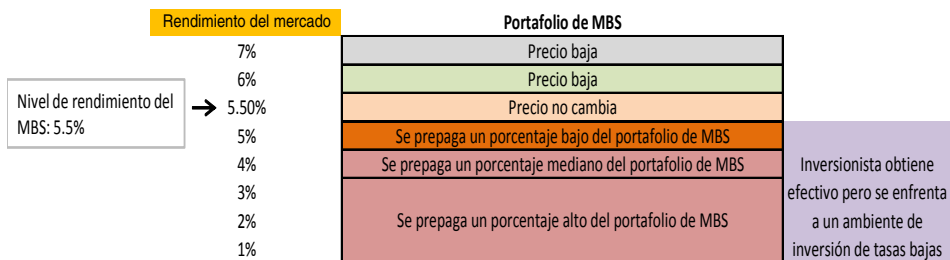 Rendimiento del mercado
Portafolio de MBS
7%
Precio baja
6%
Precio baja
Nivel de rendimiento del
MBS: 5.5%
5.50%
Precio no cambia
5%
Se prepaga un porcentaje bajo del portafolio de MBS
4%
Se prepaga un porcentaje mediano del portafolio de MBS
3%
2%
1%
Se prepaga un porcentaje alto del portafolio de MBS
Inversionista obtiene
efectivo pero se enfrenta
a un ambiente de
inversión de tasas bajas